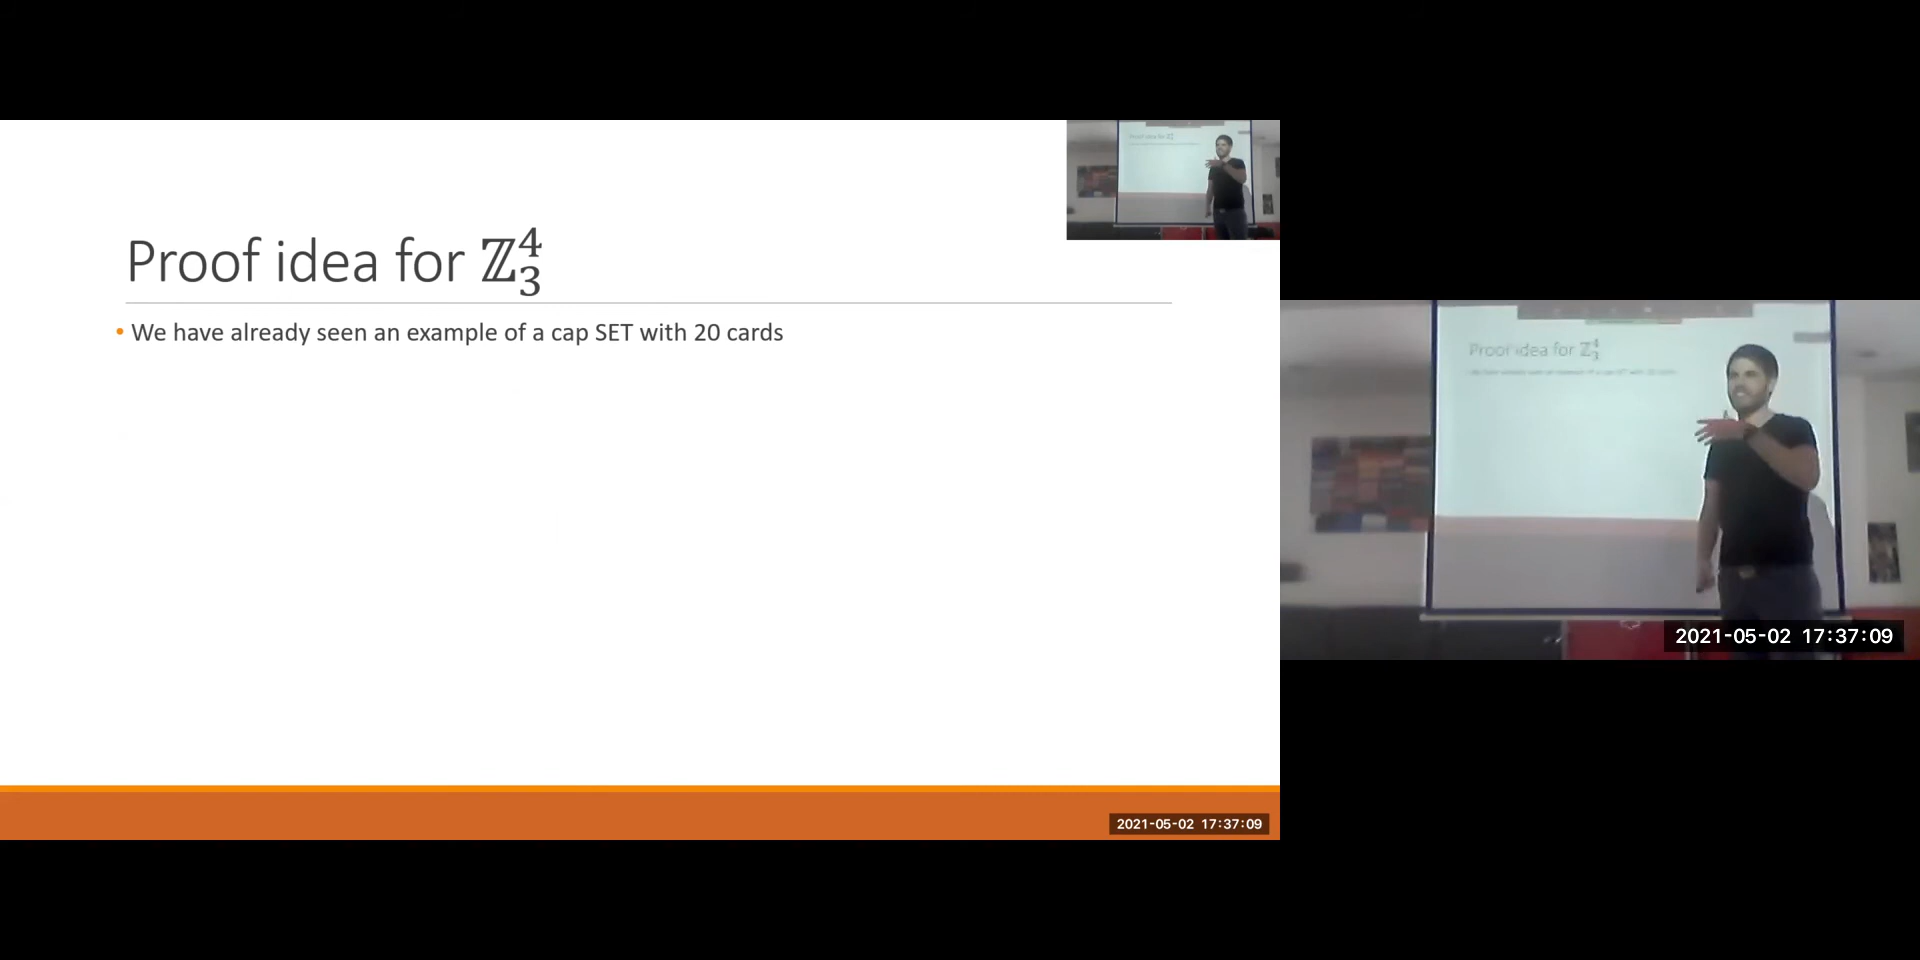 Proof idea for ℤ₃⁴
• We have already seen an example of a cap SET with 20 cards
2021-05-02 17:37:09
Proof idea for ℤ₃⁴
2021-05-02 17:37:09